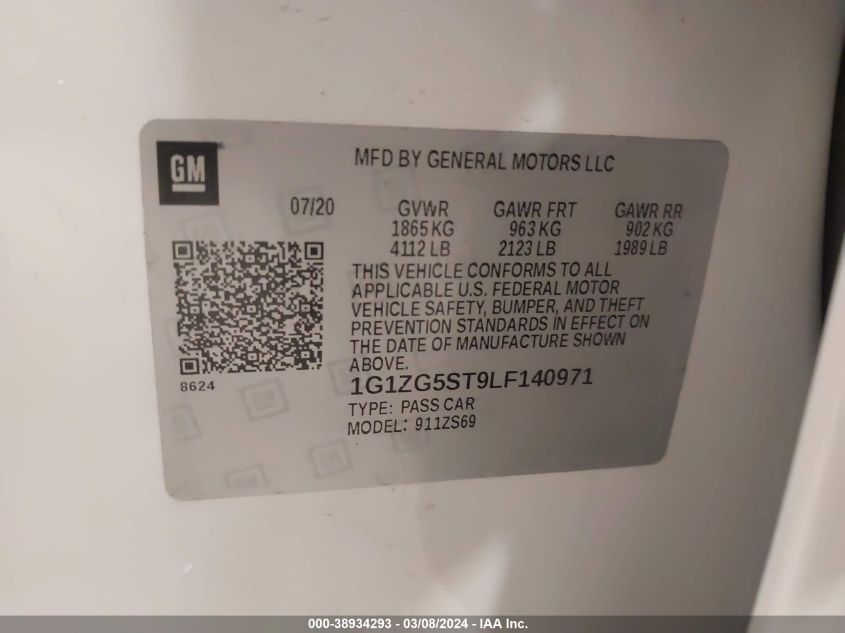 GM
MFD BY GENERAL MOTORS LLC
07/20 GVWR GAWR FRT GAWR RR
1865 KG 963 KG 902 KG
4112 LB 2123 LB 1989 LB
THIS VEHICLE CONFORMS TO ALL
APPLICABLE U.S. FEDERAL MOTOR
VEHICLE SAFETY, BUMPER, AND THEFT
PREVENTION STANDARDS IN EFFECT ON
THE DATE OF MANUFACTURE SHOWN
ABOVE.
8624
1G1ZG5ST9LF140971
TYPE: PASS CAR
MODEL: 911ZS69
000-38934293 - 03/08/2024 - IAA Inc.